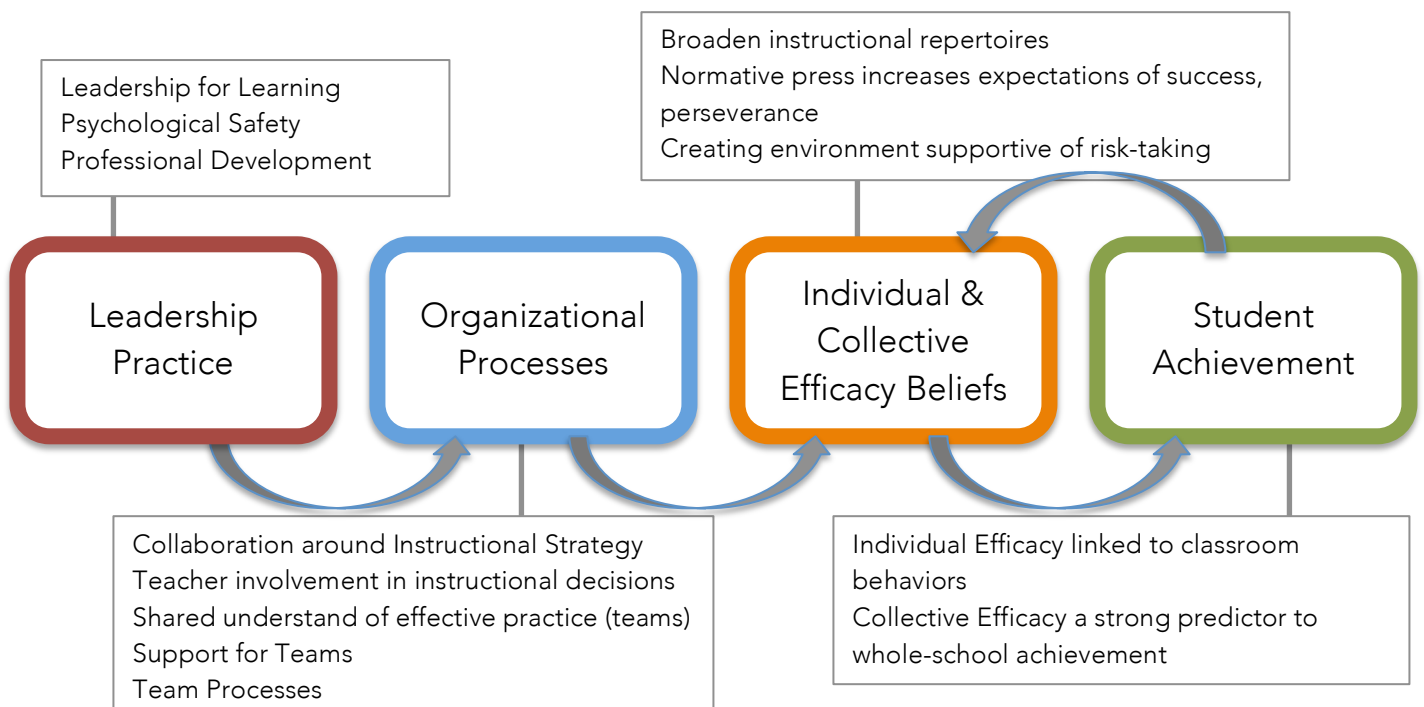 Leadership for Learning
Psychological Safety
Professional Development
Broaden instructional repertoires
Normative press increases expectations of success,
perseverance
Creating environment supportive of risk-taking
Leadership
Practice
Organizational
Processes
Individual &
Collective
Efficacy Beliefs
Student
Achievement
Collaboration around Instructional Strategy
Teacher involvement in instructional decisions
Shared understand of effective practice (teams)
Support for Teams
Team Processes
Individual Efficacy linked to classroom
behaviors
Collective Efficacy a strong predictor to
whole-school achievement